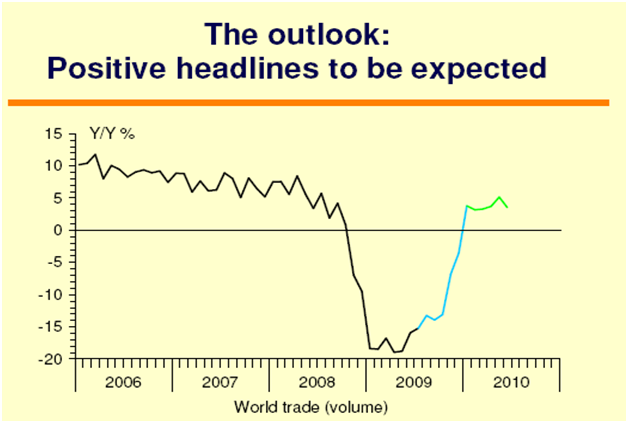 The outlook:
Positive headlines to be expected
Y/Y %
15
10
5
0
-5
-10
-15
-20
2006 2007 2008 2009 2010
World trade (volume)